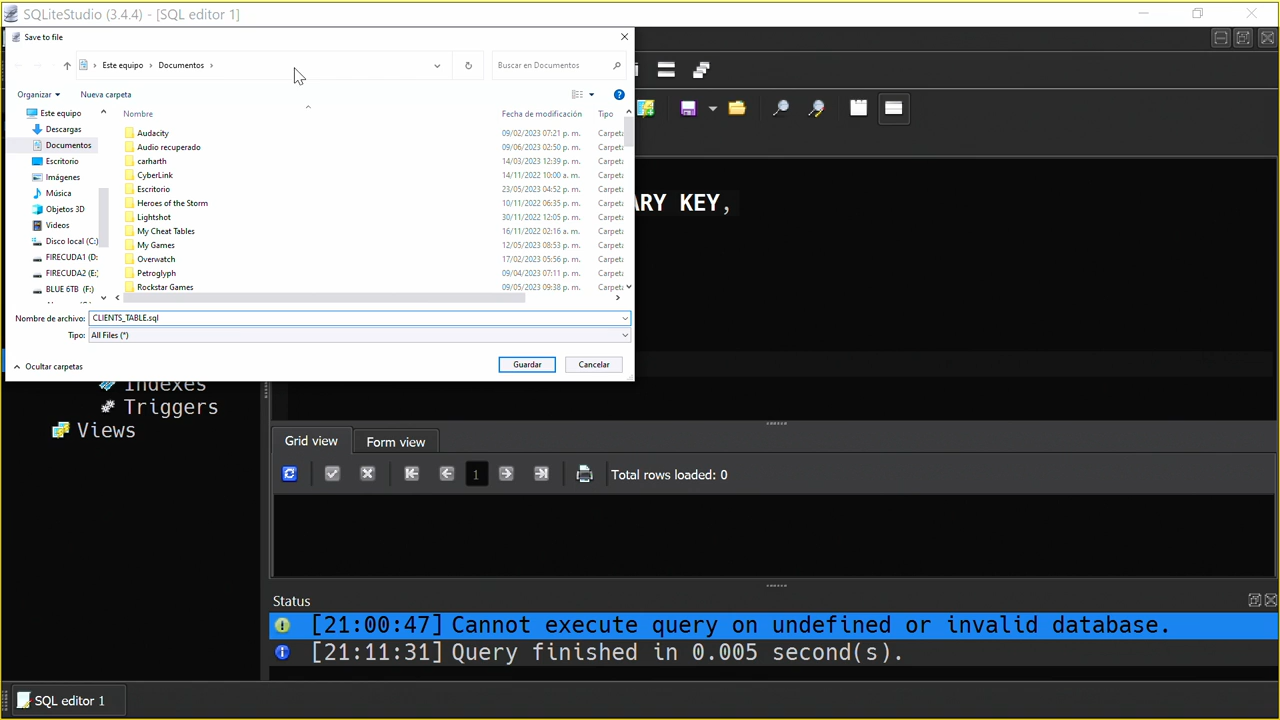 SQLiteStudio (3.4.4) - [SQL editor 1]
Save to file
Este equipo
Documentos
Buscar en Documentos
Organizar
Nueva carpeta
Este equipo
Descargas
Documentos
Escritorio
Imágenes
Música
Objetos 3D
Videos
Disco local (C:)
FIRECUDA1 (D:
FIRECUDA2 (E:
BLUE 6TB (F:)
Nombre Fecha de modificación Tipo
Audacity 09/02/2023 07:21 p. m. Carpeta
Audio recuperado 09/06/2023 02:50 p. m. Carpeta
carharth 14/03/2023 12:39 p. m. Carpeta
CyberLink 14/11/2022 10:00 a. m. Carpeta
Escritorio 23/05/2023 04:52 p. m. Carpeta
Heroes of the Storm 10/11/2022 06:35 p. m. Carpeta
Lightshot 30/11/2022 12:05 p. m. Carpeta
My Cheat Tables 16/11/2022 02:16 a. m. Carpeta
My Games 12/05/2023 08:53 p. m. Carpeta
Overwatch 17/02/2023 05:56 p. m. Carpeta
Petroglyph 09/04/2023 07:11 p. m. Carpeta
Rockstar Games 09/05/2023 09:38 p. m. Carpeta
Nombre de archivo: CLIENTS_TABLE.sql
Tipo: All Files (*)
Ocultar carpetas
Guardar
Cancelar
ARY KEY,
Indexes
Triggers
Views
Grid view
Form view
1
Total rows loaded: 0
Status
[21:00:47] Cannot execute query on undefined or invalid database.
[21:11:31] Query finished in 0.005 second(s).
SQL editor 1